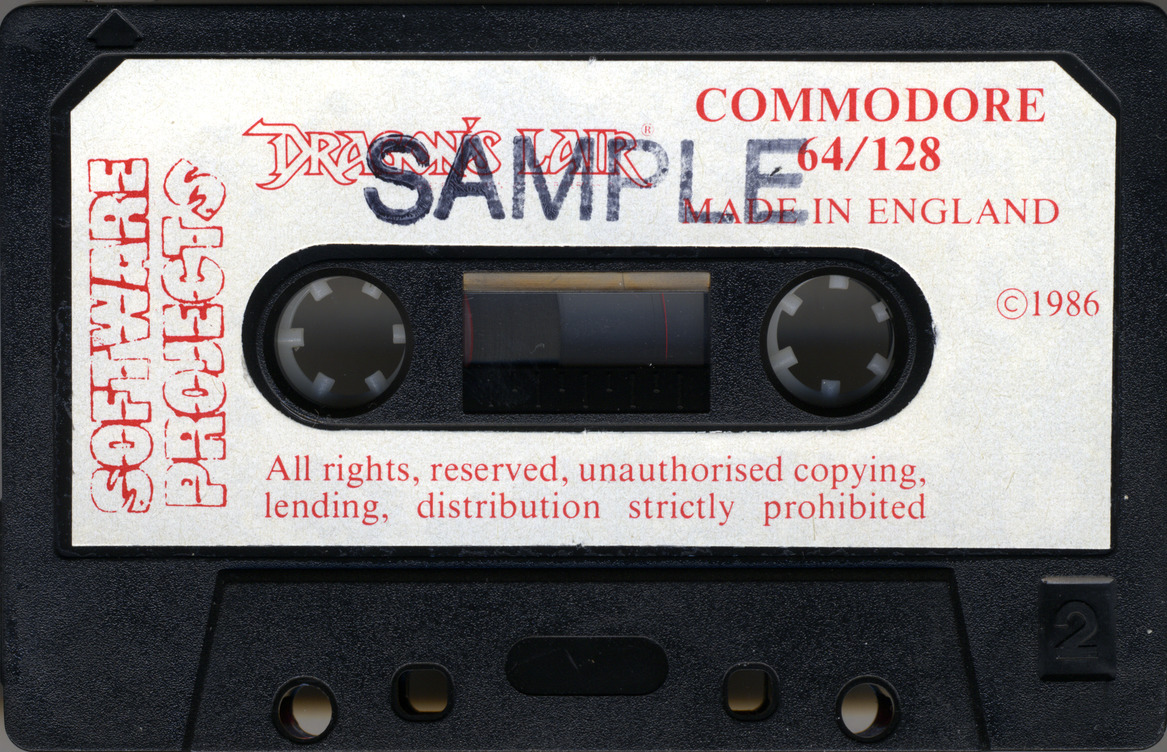 SOFTWARE
PROJECTS
DRAGON'S LAIR®
SAMPLE
COMMODORE
64/128
MADE IN ENGLAND
©1986
All rights, reserved, unauthorised copying,
lending, distribution strictly prohibited
2